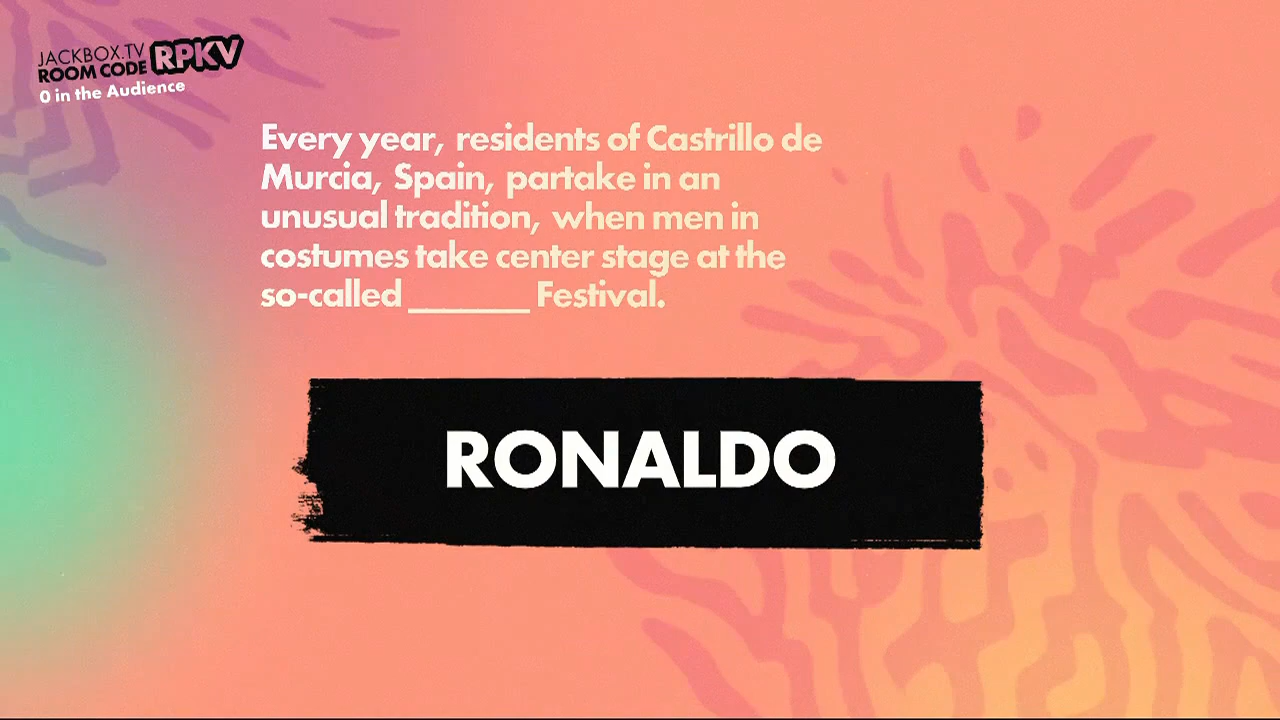 JACKBOX.TV
ROOM CODE RPKV
0 in the Audience
Every year, residents of Castrillo de
Murcia, Spain, partake in an
unusual tradition, when men in
costumes take center stage at the
so-called _______ Festival.
RONALDO